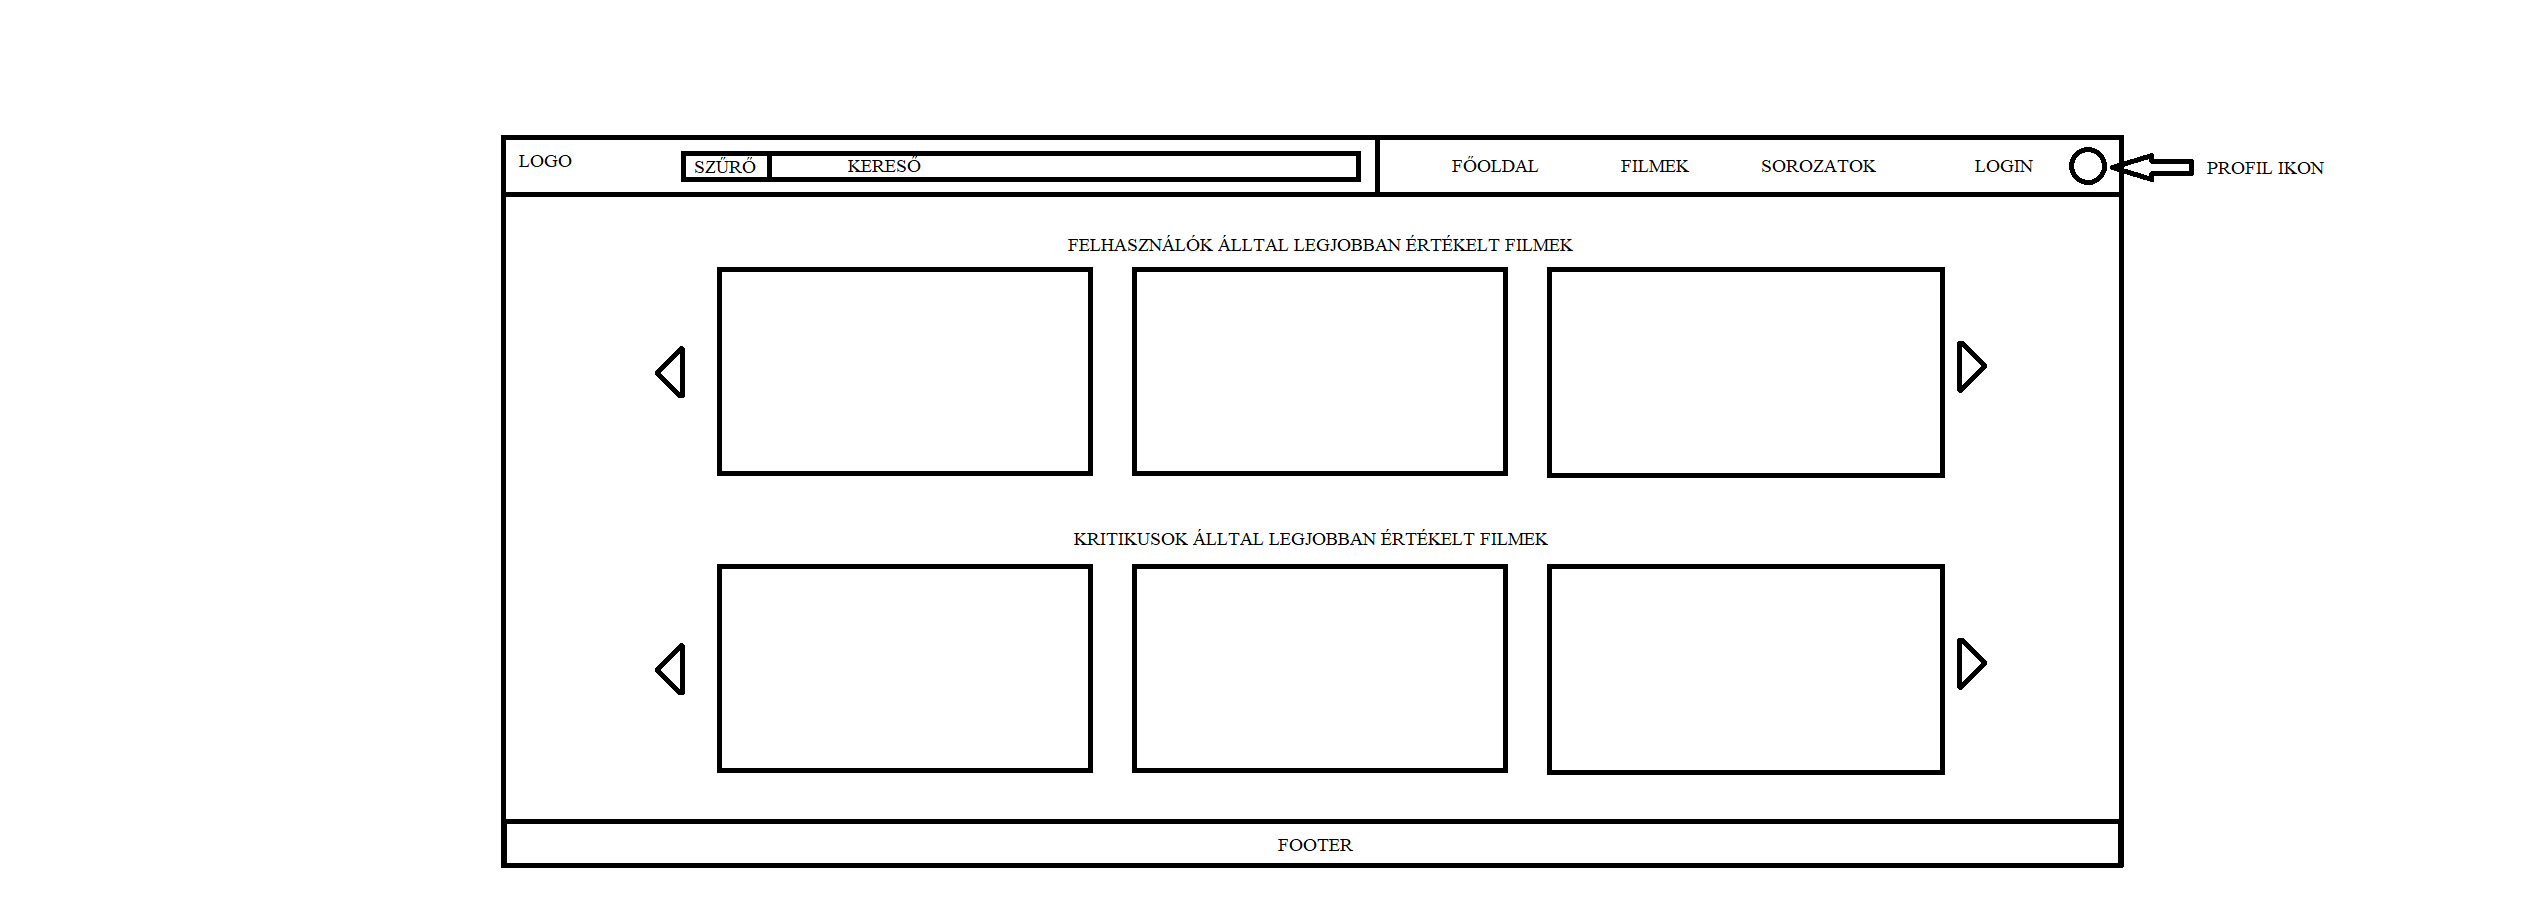 LOGO
SZŰRŐ
KERESŐ
FŐOLDAL
FILMEK
SOROZATOK
LOGIN
PROFIL IKON
FELHASZNÁLÓK ÁLLTAL LEGJOBBAN ÉRTÉKELT FILMEK
KRITIKUSOK ÁLLTAL LEGJOBBAN ÉRTÉKELT FILMEK
FOOTER